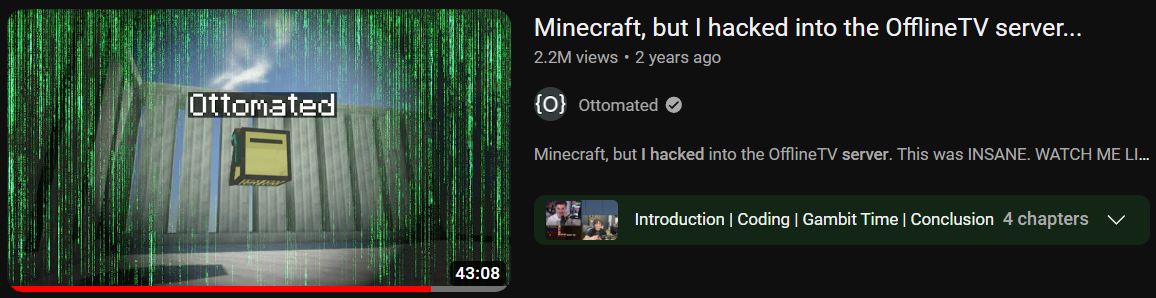 Ottomated
43:08
Minecraft, but I hacked into the OfflineTV server...
2.2M views • 2 years ago
{O} Ottomated
Minecraft, but I hacked into the OfflineTV server. This was INSANE. WATCH ME LI...
Introduction | Coding | Gambit Time | Conclusion 4 chapters